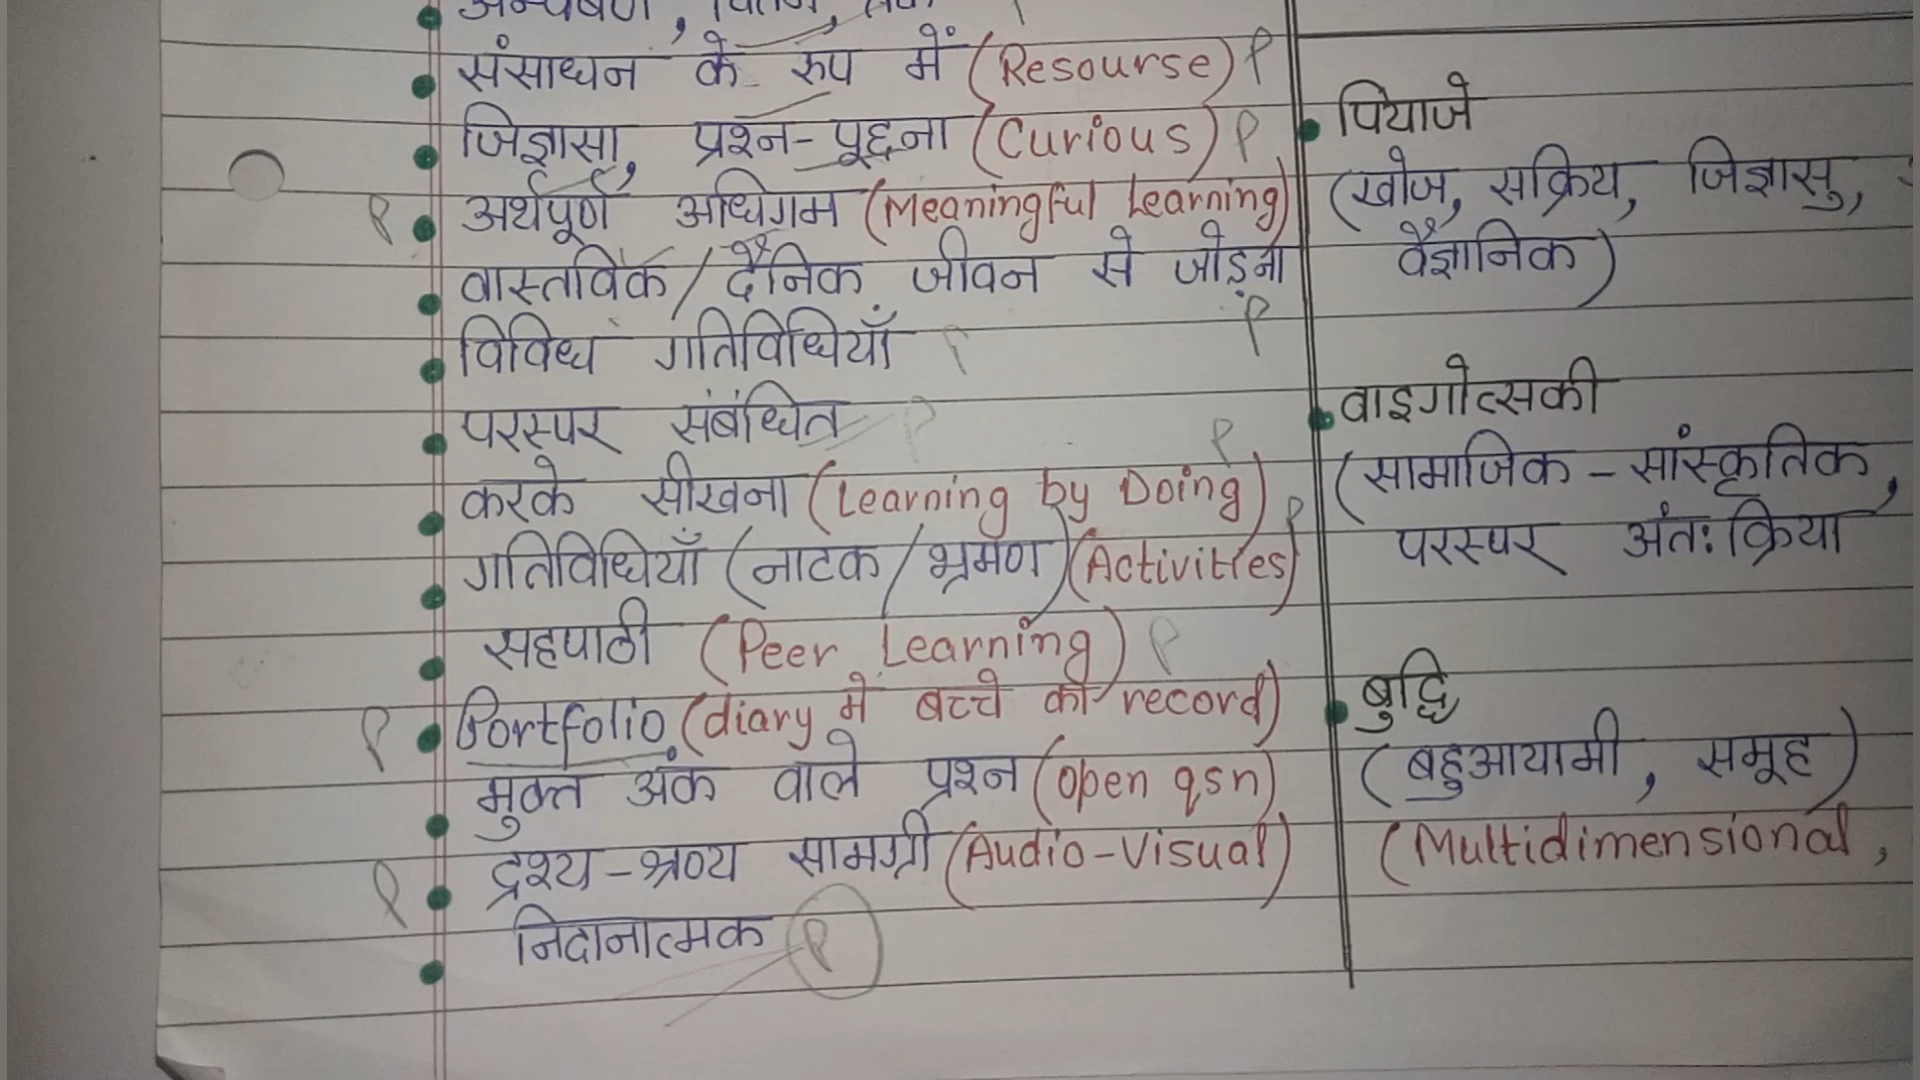 संसाधन के रुप में (Resourse) P
जिज्ञासा, प्रश्न-पूछना (Curious) P
P अर्थपूर्ण अधिगम (Meaningful Learning)
वास्तविक / दैनिक जीवन से जोड़ना
P
विविध गतिविधियाँ P
परस्पर संबंधित P
P
करके सीखना (Learning by Doing)
P
गतिविधियाँ (नाटक / भ्रमण) (Activities)
सहपाठी (Peer Learning) P
P Portfolio (diary में बच्चे का record)
मुक्त अंक वाले प्रश्न (open qsn)
P द्रश्य-श्रव्य सामग्री (Audio-Visual)
निदानात्मक P
पियाजे
(खोज, सक्रिय, जिज्ञासु,
वैज्ञानिक)
वाइगोत्सकी
(सामाजिक - सांस्कृतिक,
परस्पर अंतः क्रिया
बुद्धि
(बहुआयामी, समूह)
(Multidimensional,